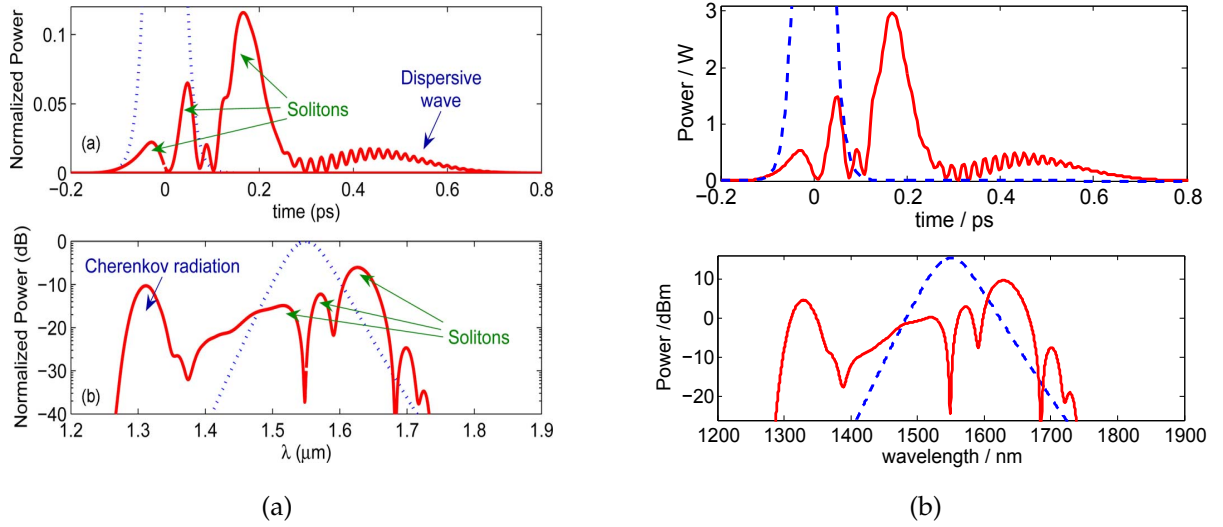 0.1
0.05
0
Normalized Power
(a)
Solitons
Dispersive
wave
−0.2 0 0.2 0.4 0.6 0.8
time (ps)
0
−10
−20
−30
−40
Normalized Power (dB)
Cherenkov radiation
Solitons
(b)
1.2 1.3 1.4 1.5 1.6 1.7 1.8 1.9
λ (μm)
(a)
3
2
1
0
Power / W
−0.2 0 0.2 0.4 0.6 0.8
time / ps
10
0
−10
−20
Power /dBm
1200 1300 1400 1500 1600 1700 1800 1900
wavelength / nm
(b)